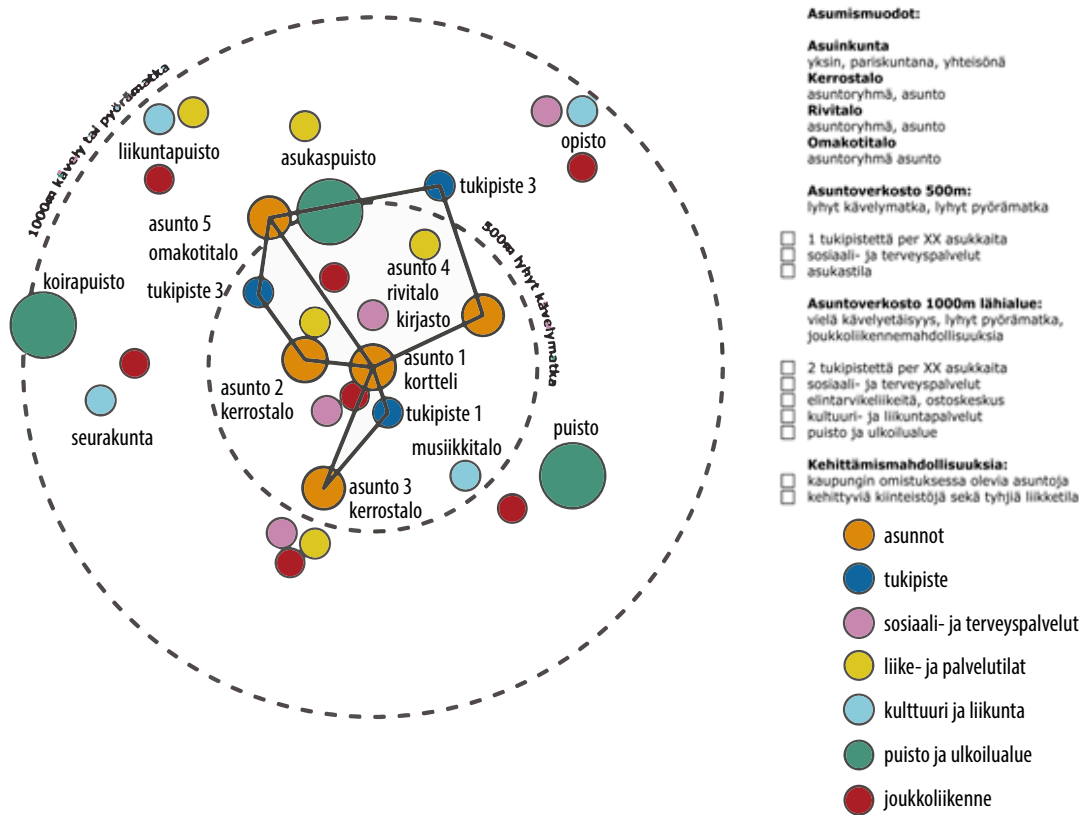 1000m kävely tai pyörämatka
liikuntapuisto
asukaspuisto
opisto
tukipiste 3
asunto 5
omakotitalo
500m lyhyt kävelymatka
koirapuisto
tukipiste 3
asunto 4
rivitalo
kirjasto
asunto 1
kortteli
asunto 2
kerrostalo
tukipiste 1
seurakunta
musiikkitalo
puisto
asunto 3
kerrostalo
Asumismuodot:
Asuinkunta
yksin, pariskuntana, yhteisönä
Kerrostalo
asuntoryhmä, asunto
Rivitalo
asuntoryhmä, asunto
Omakotitalo
asuntoryhmä asunto
Asuntoverkosto 500m:
lyhyt kävelymatka, lyhyt pyörämatka
1 tukipistettä per XX asukkaita
sosiaali- ja terveyspalvelut
asukastila
Asuntoverkosto 1000m lähialue:
vielä kävelyetäisyys, lyhyt pyörämatka,
joukkoliikennemahdollisuuksia
2 tukipistettä per XX asukkaita
sosiaali- ja terveyspalvelut
elintarvikeliikeitä, ostoskeskus
kultuuri- ja liikuntapalvelut
puisto ja ulkoilualue
Kehittämismahdollisuuksia:
kaupungin omistuksessa olevia asuntoja
kehittyviä kiinteistöjä sekä tyhjiä liikketila
asunnot
tukipiste
sosiaali- ja terveyspalvelut
liike- ja palvelutilat
kulttuuri ja liikunta
puisto ja ulkoilualue
joukkoliikenne